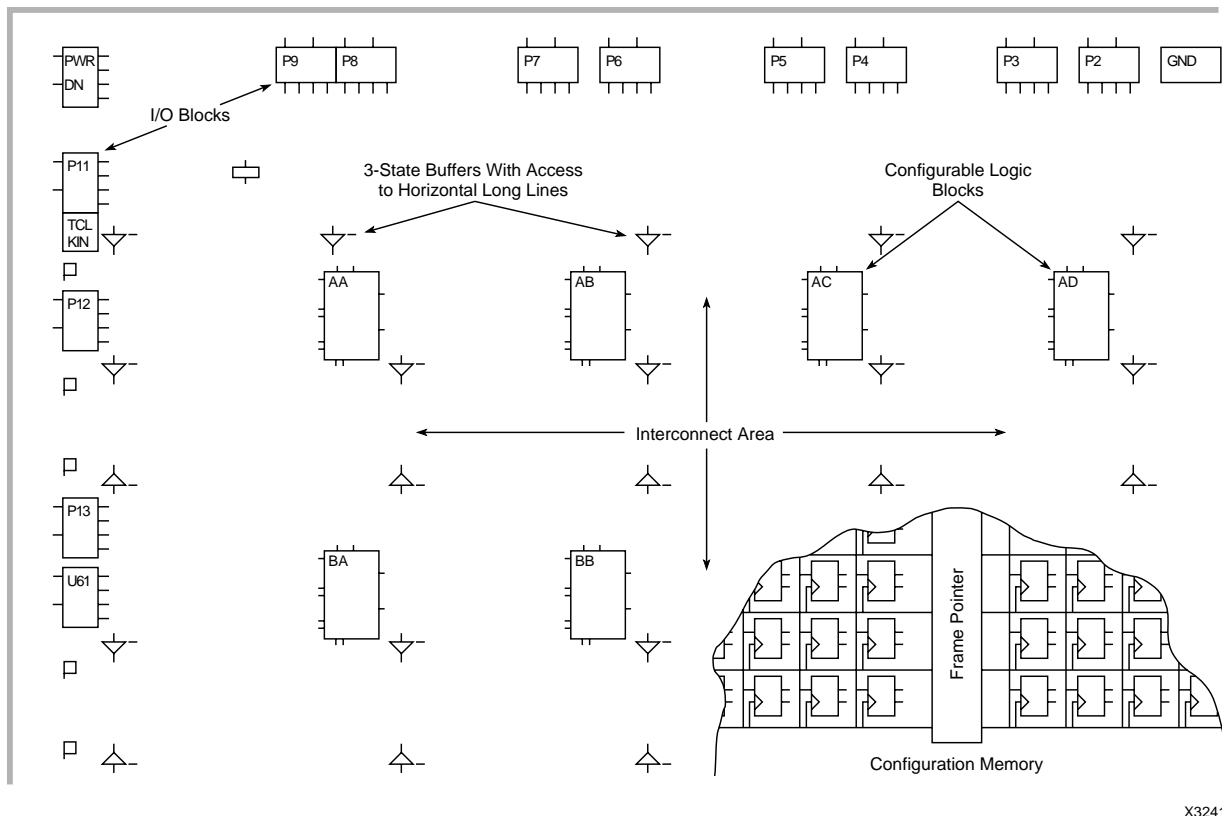 PWR
DN
P9
P8
P7
P6
P5
P4
P3
P2
GND
I/O Blocks
P11
TCL
KIN
3-State Buffers With Access
to Horizontal Long Lines
Configurable Logic
Blocks
P12
AA
AB
AC
AD
Interconnect Area
P13
U61
BA
BB
Frame Pointer
Configuration Memory
X3241